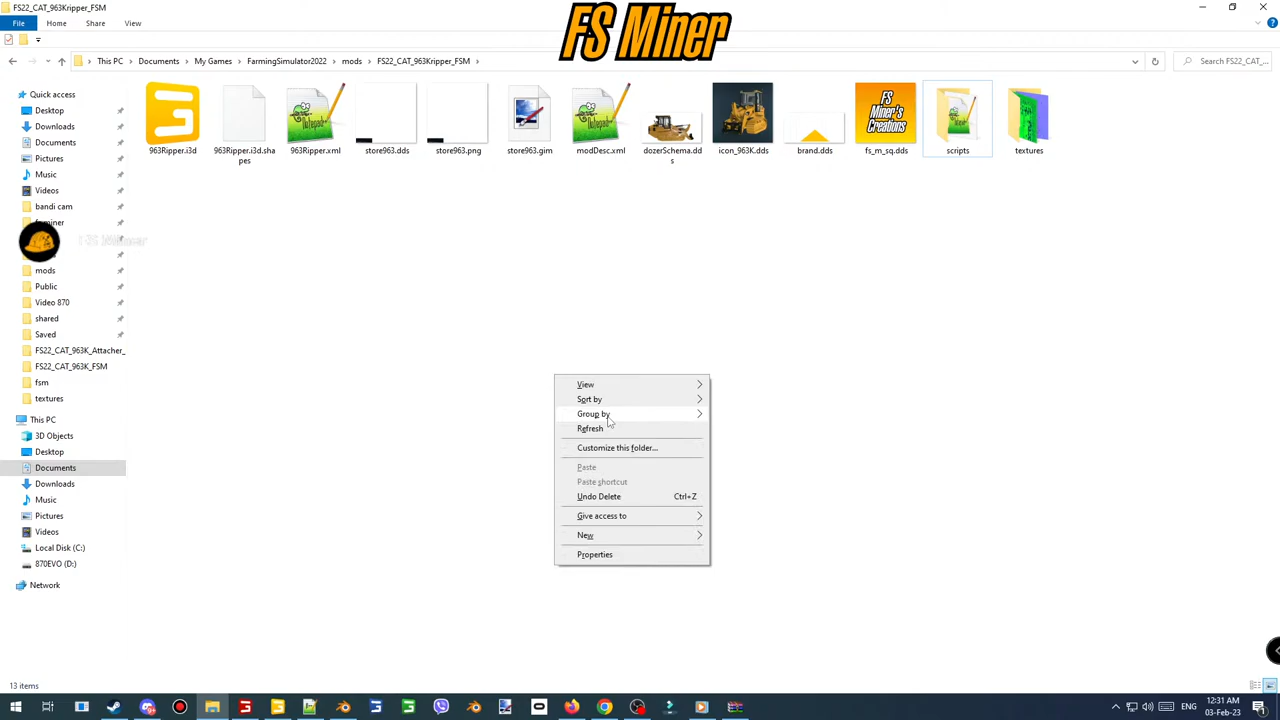 FS22_CAT_963Kripper_FSM
File
Home
Share
View
FS Miner
This PC
Documents
My Games
FarmingSimulator2022
mods
FS22_CAT_963Kripper_FSM
Search FS22_CAT_...
963Ripper.i3d
963Ripper.i3d.sha
pes
963Ripper.xml
store963.dds
store963.png
store963.gim
modDesc.xml
dozerSchema.dd
s
icon_963K.dds
brand.dds
FS
Miner's
Creations
fs_m_sq.dds
scripts
textures
Quick access
Desktop
Downloads
Documents
Pictures
Music
Videos
bandi cam
mods
Public
Video 870
shared
Saved
FS22_CAT_963K_Attacher_
FS22_CAT_963K_FSM
fsm
textures
This PC
3D Objects
Desktop
Documents
Downloads
Music
Pictures
Videos
Local Disk (C:)
870EVO (D:)
Network
View
Sort by
Group by
Refresh
Customize this folder...
Paste
Paste shortcut
Undo Delete Ctrl+Z
Give access to
New
Properties
13 items
ENG
12:31 AM
03-Feb-23